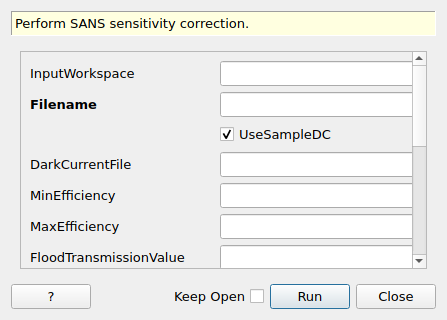 Perform SANS sensitivity correction.
InputWorkspace
Filename
UseSampleDC
DarkCurrentFile
MinEfficiency
MaxEfficiency
FloodTransmissionValue
? Keep Open Run Close